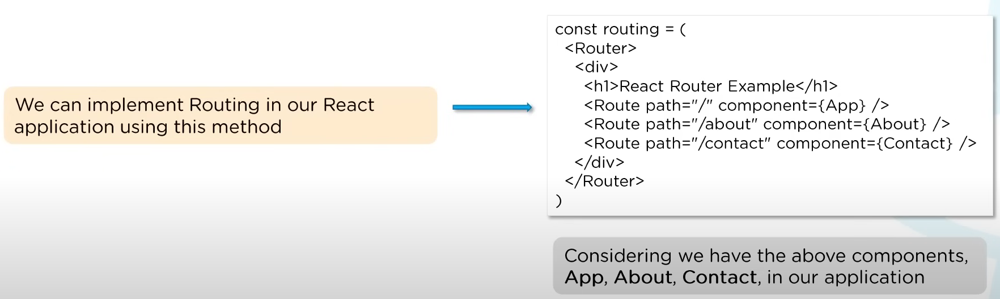 We can implement Routing in our React
application using this method
const routing = (
<Router>
<div>
<h1>React Router Example</h1>
<Route path="/" component={App} />
<Route path="/about" component={About} />
<Route path="/contact" component={Contact} />
</div>
</Router>
)
Considering we have the above components,
App, About, Contact, in our application